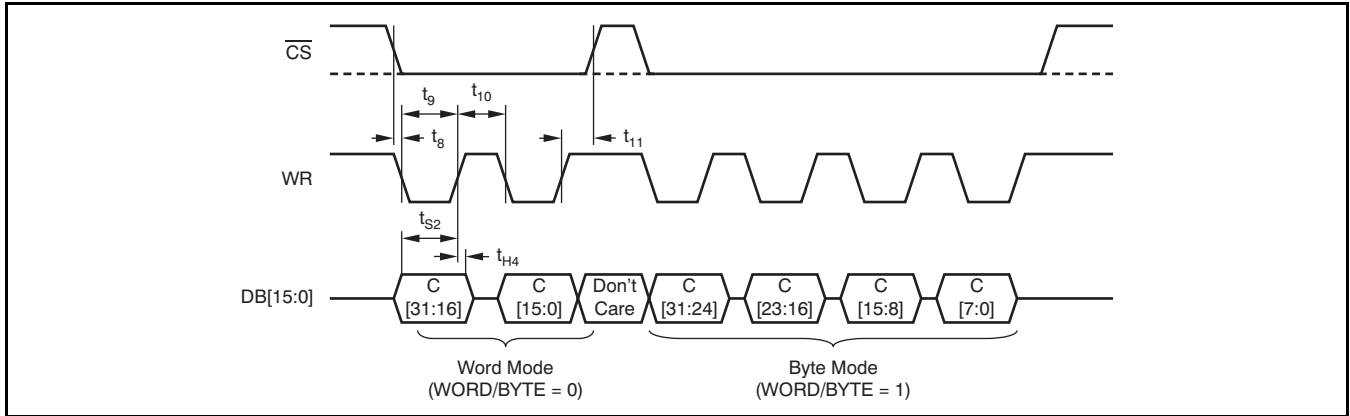 CS
t9 t10
t8 t11
WR
tS2
tH4
DB[15:0] C [31:16] C [15:0] Don't Care C [31:24] C [23:16] C [15:8] C [7:0]
Word Mode
(WORD/BYTE = 0)
Byte Mode
(WORD/BYTE = 1)